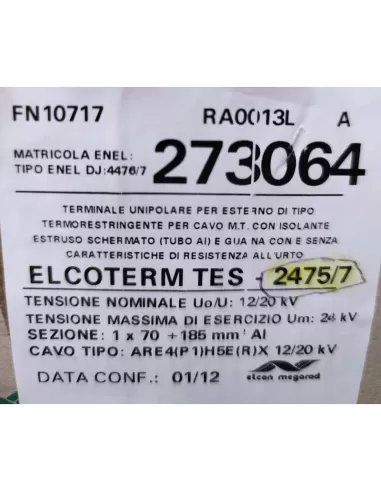 FN10717 RA0013L A
MATRICOLA ENEL: 273064
TIPO ENEL DJ:4476/7
TERMINALE UNIPOLARE PER ESTERNO DI TIPO
TERMORESTRINGENTE PER CAVO M.T. CON ISOLANTE
ESTRUSO SCHERMATO (TUBO Al) E GUAINA CON E SENZA
CARATTERISTICHE DI RESISTENZA ALL'URTO
ELCOTERM TES - 2475/7
TENSIONE NOMINALE Uo/U: 12/20 kV
TENSIONE MASSIMA DI ESERCIZIO Um: 24 kV
SEZIONE: 1 x 70 ÷ 185 mm² Al
CAVO TIPO: ARE4(P1)H5E(R)X 12/20 kV
DATA CONF.: 01/12
elcon megarad